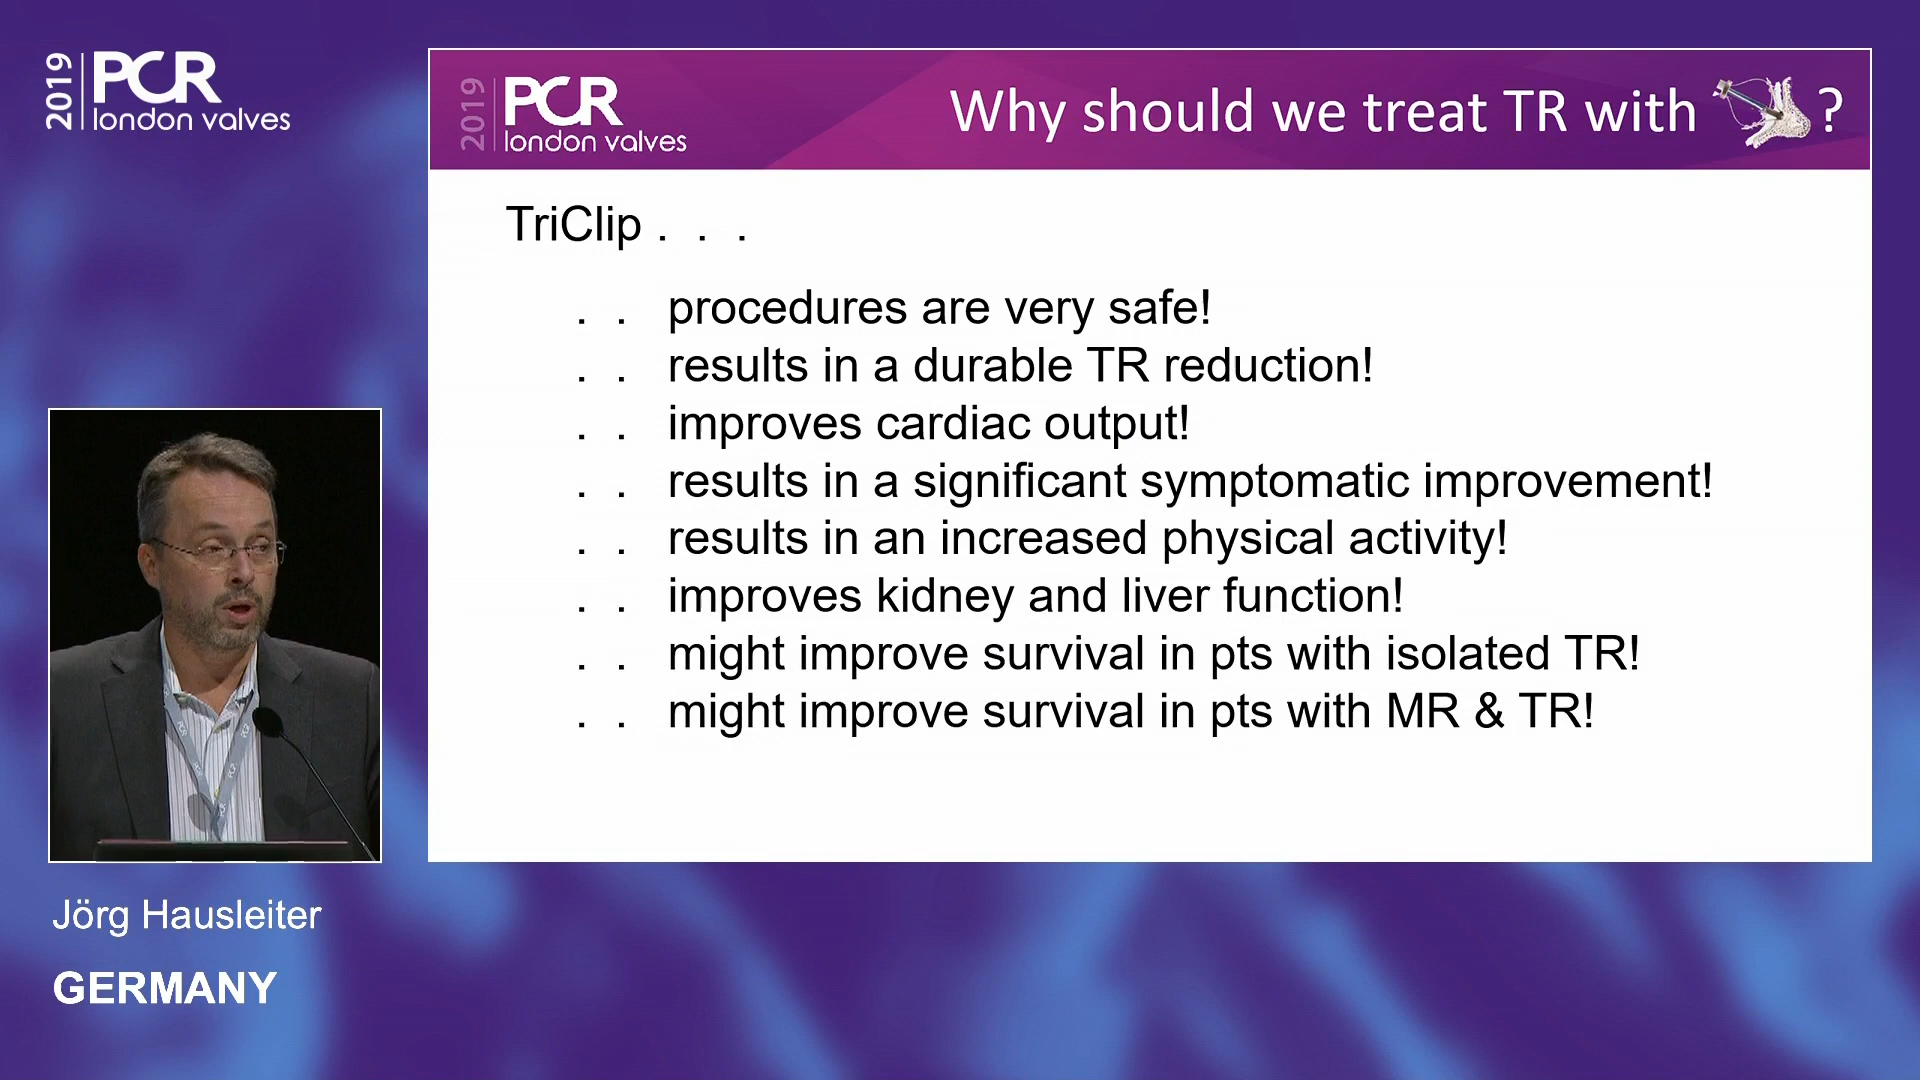 2019 PCR
london valves
2019 PCR
london valves
Why should we treat TR with ?
TriClip . . .
. . procedures are very safe!
. . results in a durable TR reduction!
. . improves cardiac output!
. . results in a significant symptomatic improvement!
. . results in an increased physical activity!
. . improves kidney and liver function!
. . might improve survival in pts with isolated TR!
. . might improve survival in pts with MR & TR!
Jörg Hausleiter
GERMANY